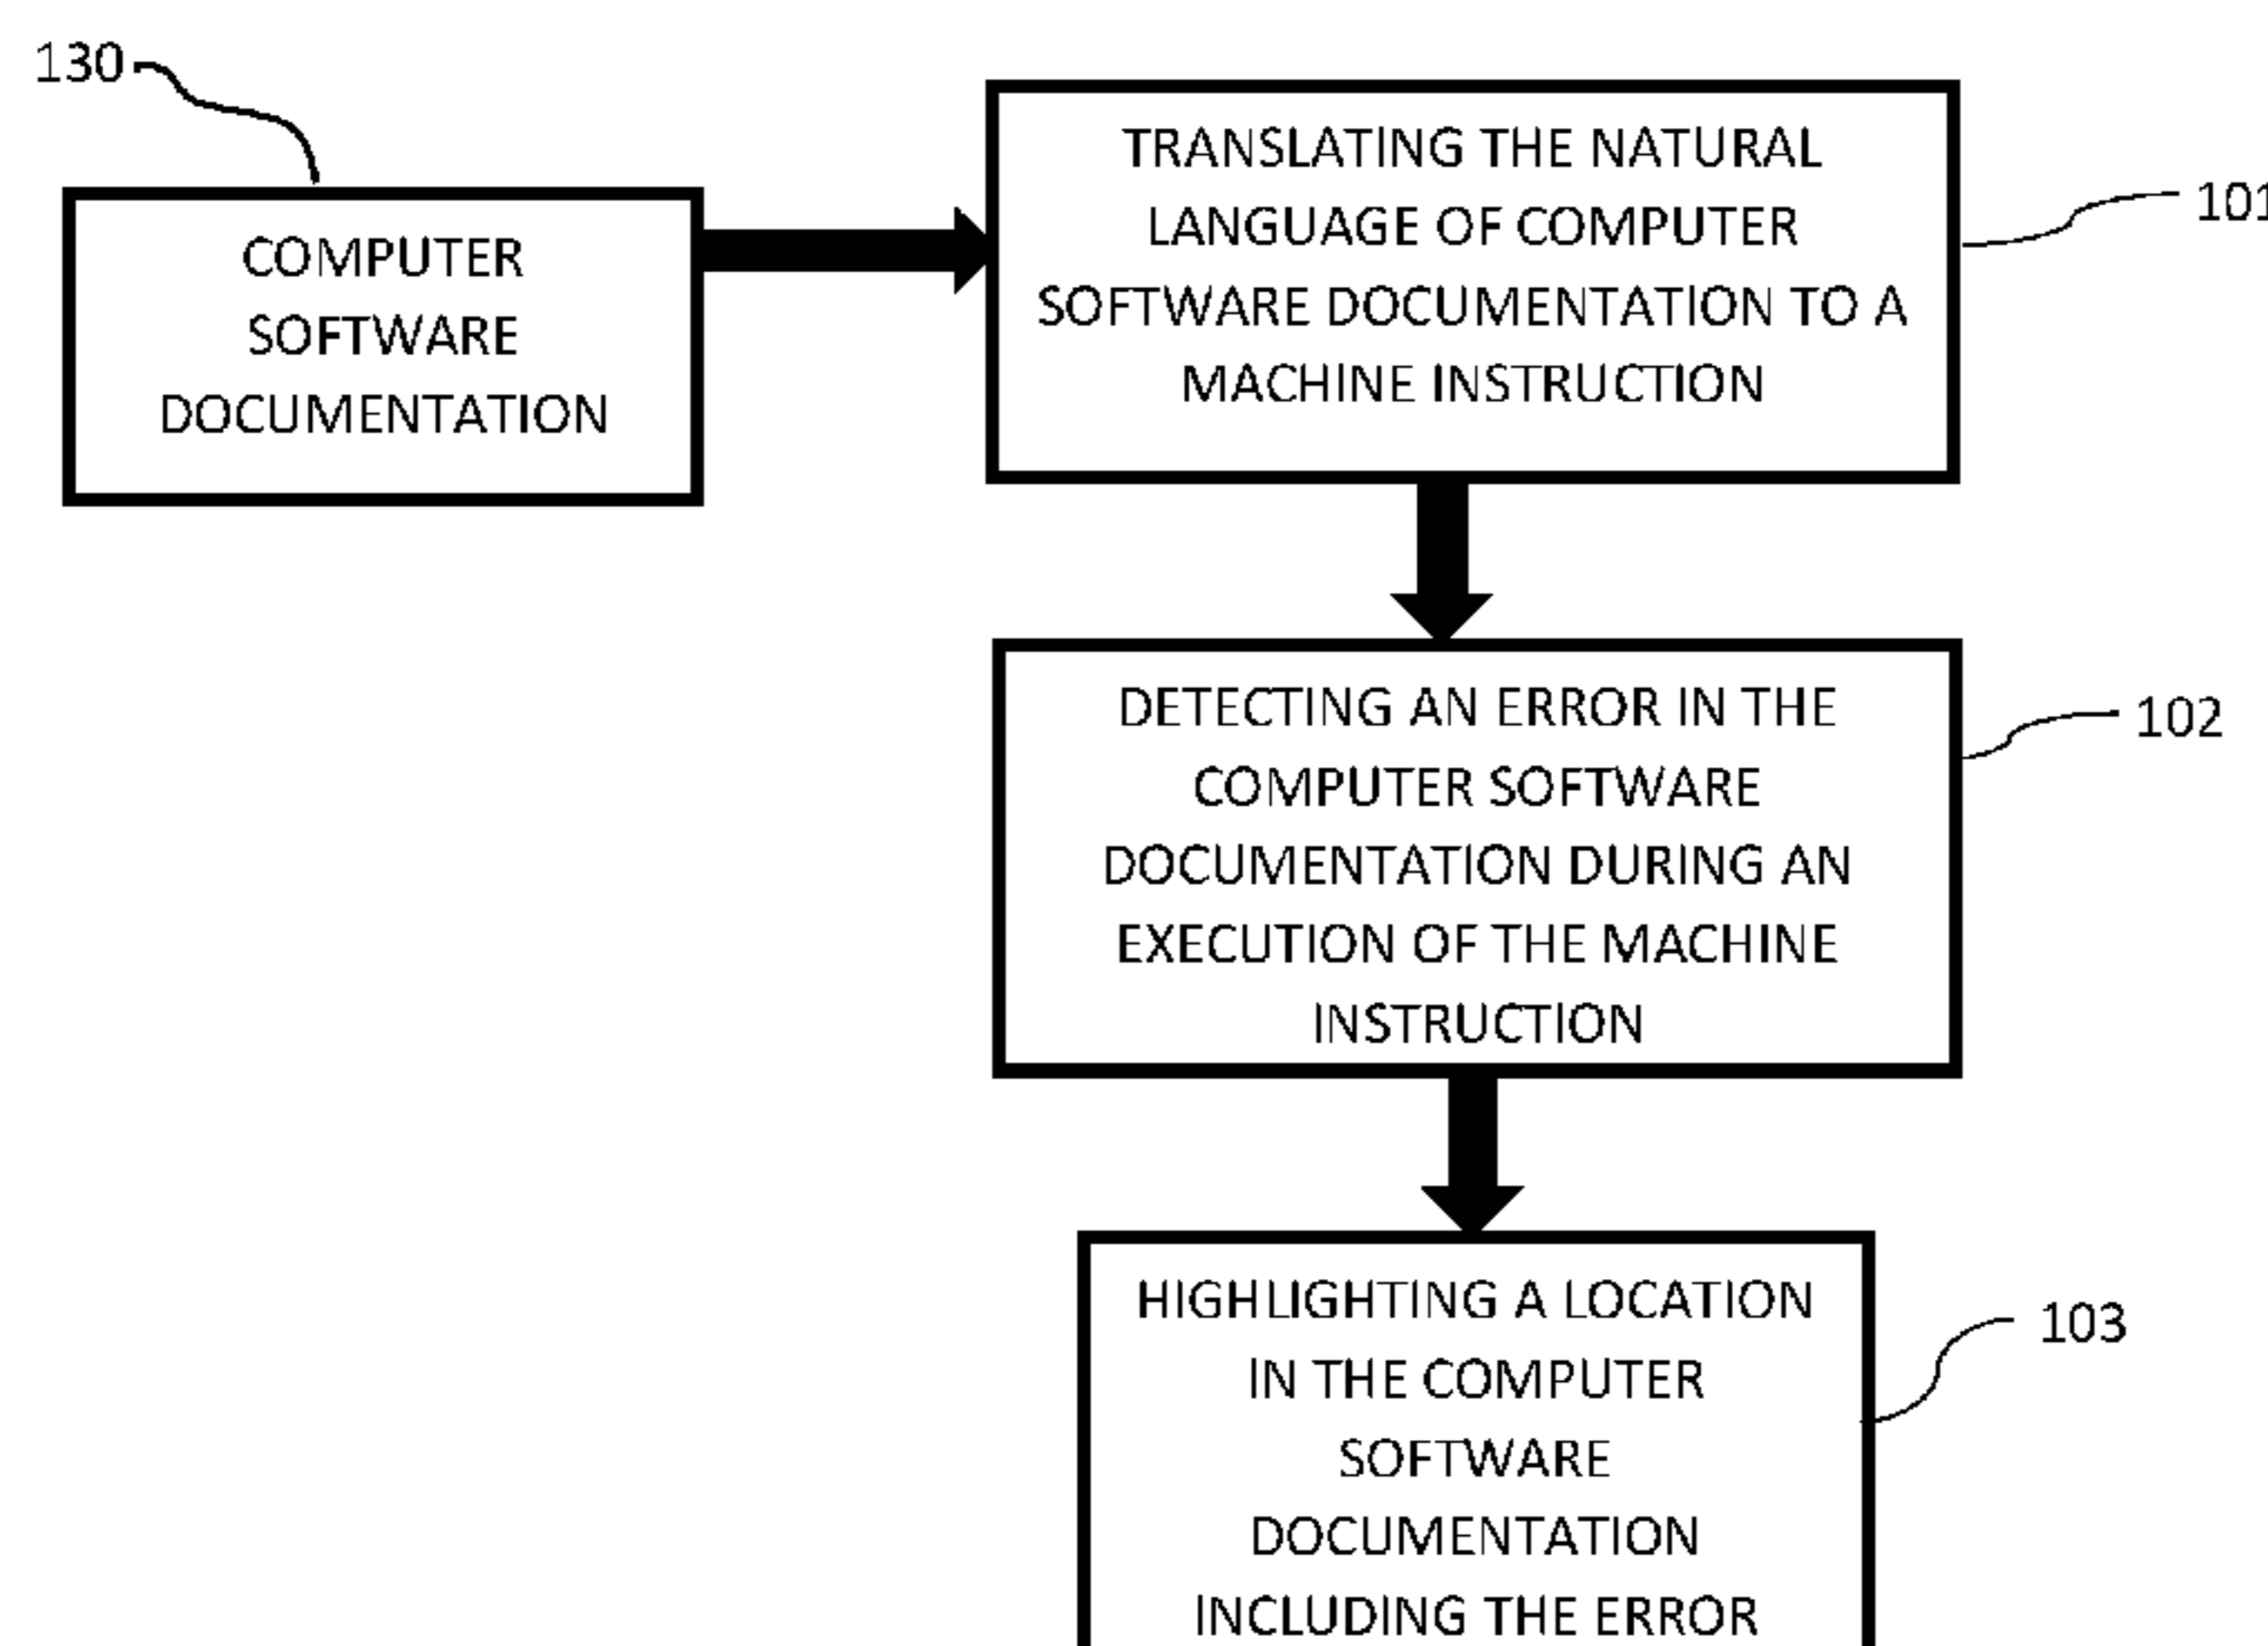 130
COMPUTER
SOFTWARE
DOCUMENTATION
TRANSLATING THE NATURAL
LANGUAGE OF COMPUTER
SOFTWARE DOCUMENTATION TO A
MACHINE INSTRUCTION
101
DETECTING AN ERROR IN THE
COMPUTER SOFTWARE
DOCUMENTATION DURING AN
EXECUTION OF THE MACHINE
INSTRUCTION
102
HIGHLIGHTING A LOCATION
IN THE COMPUTER
SOFTWARE
DOCUMENTATION
INCLUDING THE ERROR
103